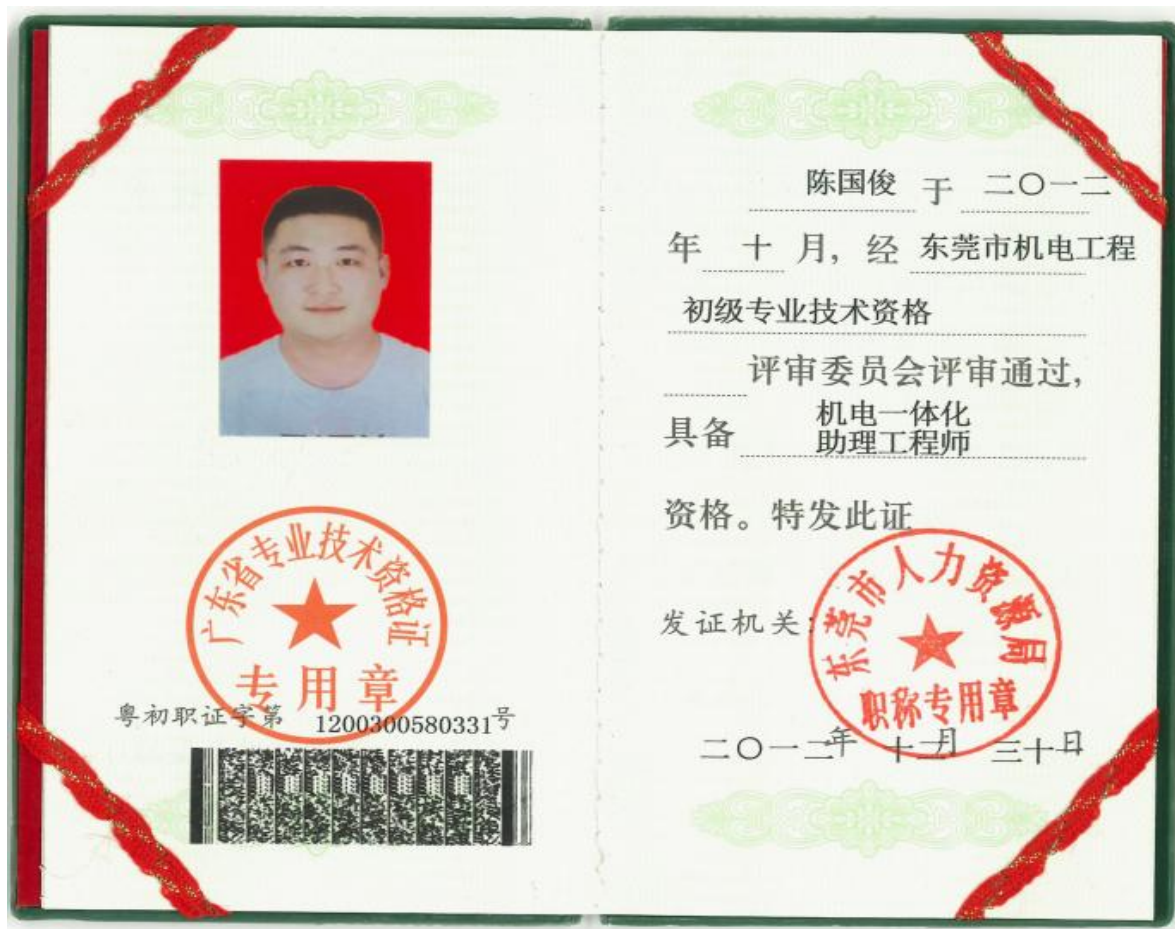 广东省专业技术资格证
专用章
粤初职证字第 1200300580331号
陈国俊 于 二〇一二
年 十 月，经 东莞市机电工程
初级专业技术资格
评审委员会评审通过，
具备 机电一体化
助理工程师
资格。特发此证
发证机关：
东莞市人力资源局
职称专用章
二〇一二年 十一月 三十日